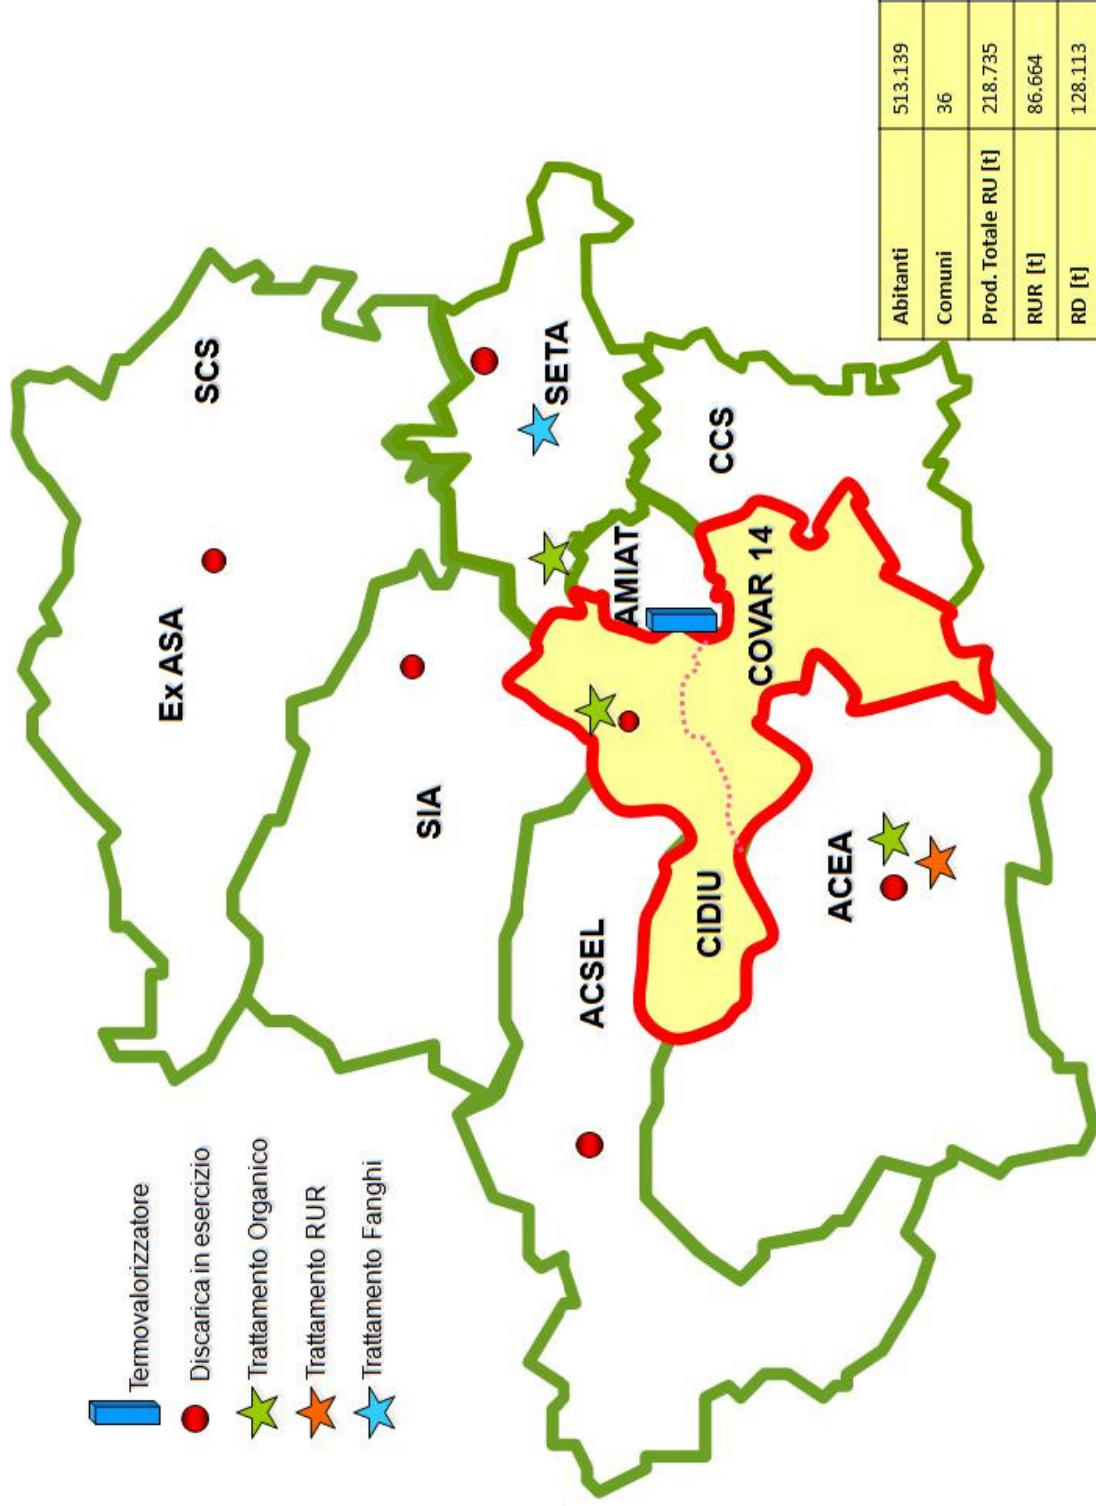 Termovalorizzatore
Discarica in esercizio
Trattamento Organico
Trattamento RUR
Trattamento Fanghi
Ex ASA
SCS
SIA
SETA
ACSEL
AMIAT
CIDIU
CCS
COVAR 14
ACEA
Abitanti 513.139
Comuni 36
Prod. Totale RU [t] 218.735
RUR [t] 86.664
RD [t] 128.113